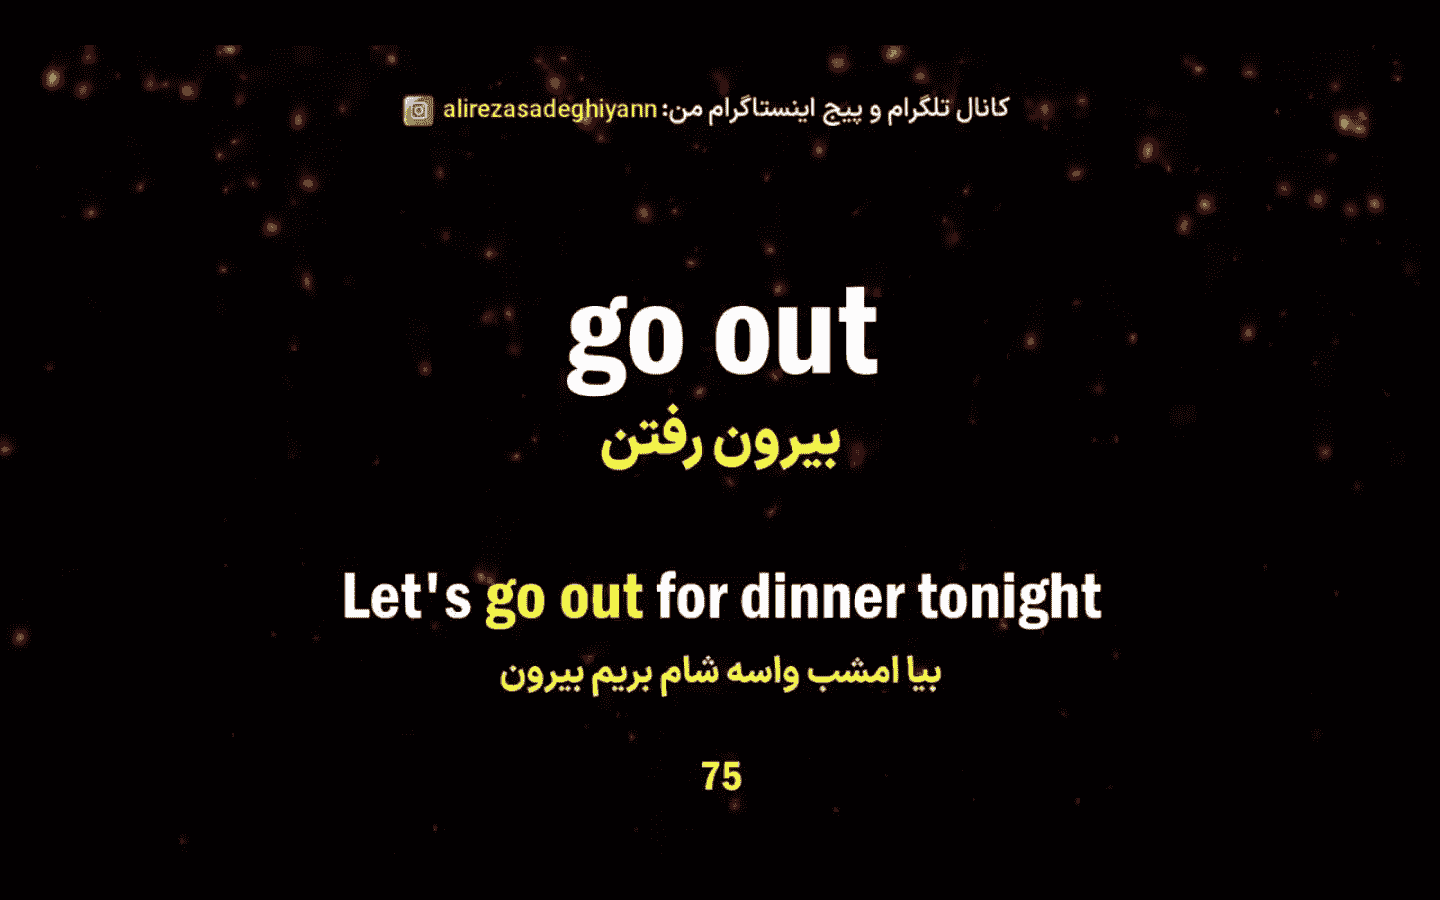 کانال تلگرام و پیج اینستاگرام من: alirezasadeghiyann
go out
بیرون رفتن
Let's go out for dinner tonight
بیا امشب واسه شام بریم بیرون
75